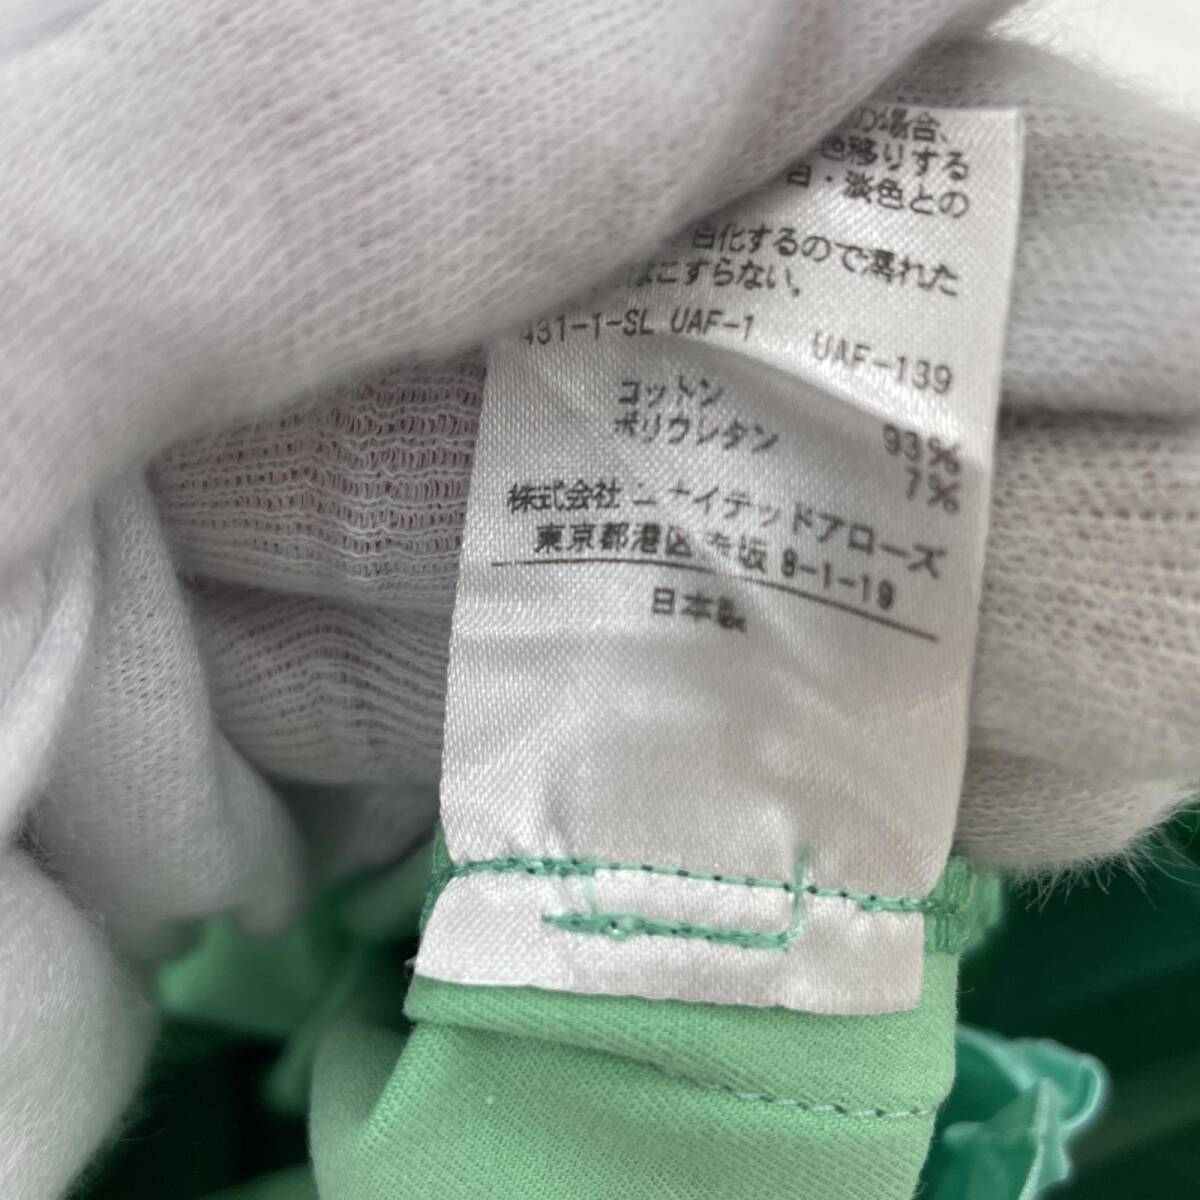 の場合、
色移りする
白・淡色との
白化するので濡れた
はこすらない。
431-1-SL UAF-1 UAF-139
コットン 93%
ポリウレタン 7%
株式会社 ユナイテッドアローズ
東京都港区赤坂 8-1-19
日本製